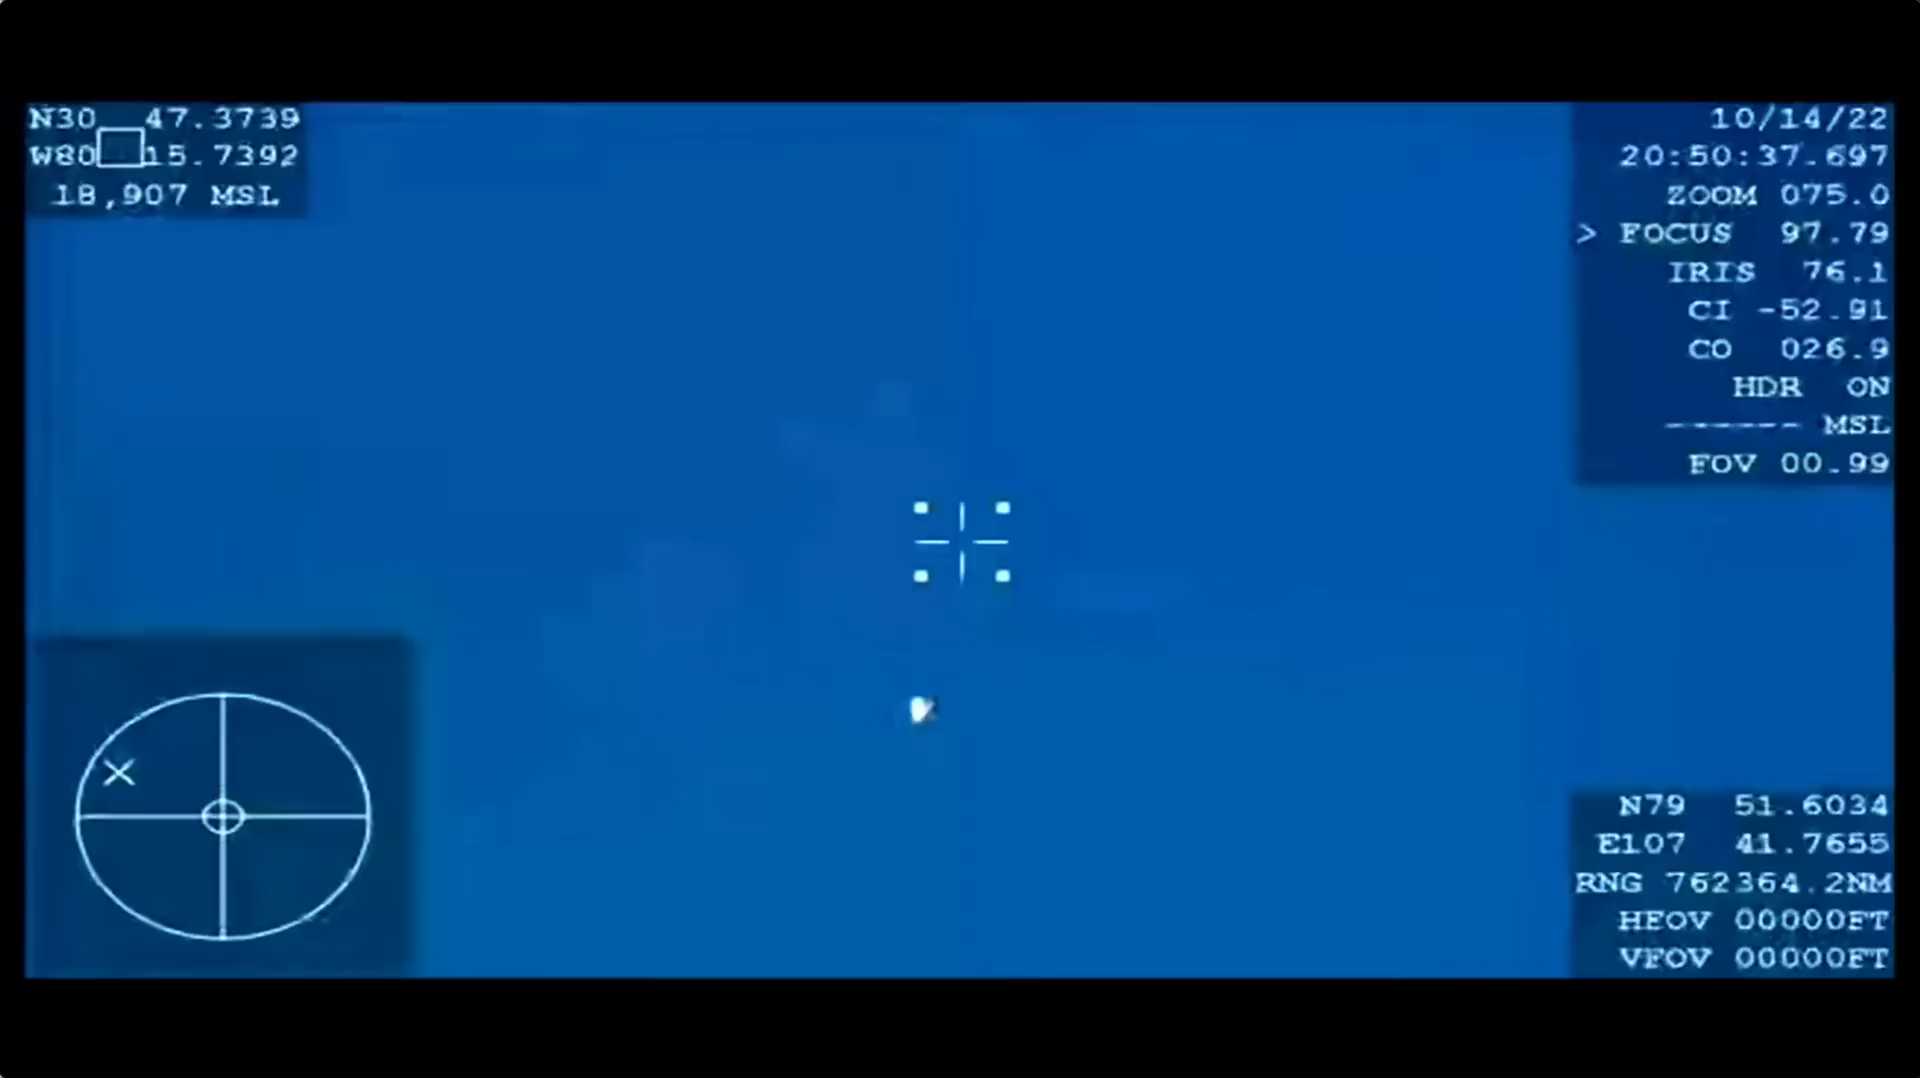 N30 47.3739
W80 15.7392
18,907 MSL
10/14/22
20:50:37.697
ZOOM 075.0
> FOCUS 97.79
IRIS 76.1
CI -52.91
CO 026.9
HDR ON
------ MSL
FOV 00.99
N79 51.6034
E107 41.7655
RNG 762364.2NM
HFOV 00000FT
VFOV 00000FT